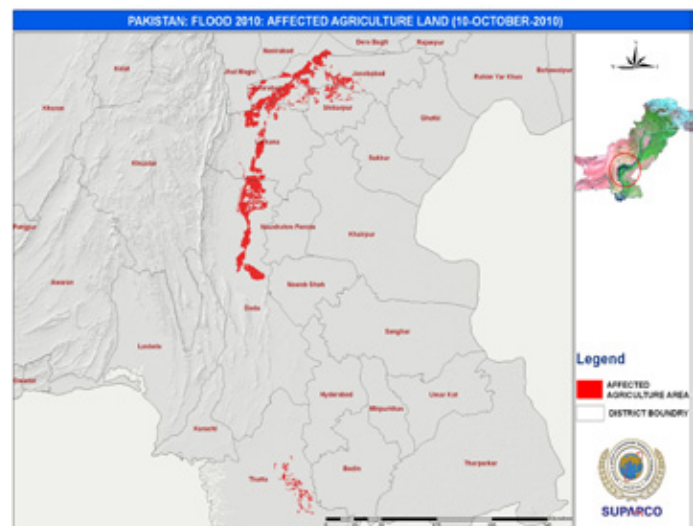 PAKISTAN: FLOOD 2010: AFFECTED AGRICULTURE LAND (10-OCTOBER-2010)
Dera Bugti
Rajanpur
Nasirabad
Kalat
Jhal Magsi
Jacobabad
Rahim Yar Khan
Bahawalpur
Kharan
Shikarpur
Ghotki
Larkana
Khuzdar
Sukkur
Panjgur
Naushahro Feroze
Khairpur
Awaran
Nawab Shah
Dadu
Sanghar
Lasbela
Gwadar
Hyderabad
Mirpurkhas
Umar Kot
Karachi
Thatta
Badin
Tharparkar
Legend
AFFECTED
AGRICULTURE AREA
DISTRICT BOUNDRY
SUPARCO